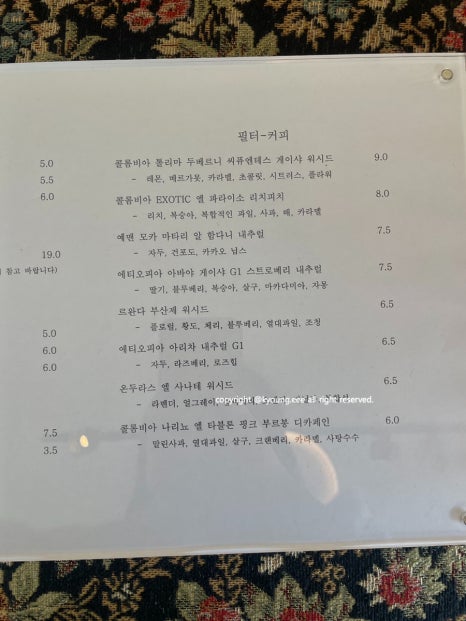 필터-커피
5.0
콜롬비아 톨리마 두베르니 씨퓨엔테스 게이샤 워시드 9.0
5.5
- 레몬, 베르가못, 카라멜, 초콜릿, 시트러스, 플라워
6.0
콜롬비아 EXOTIC 엘 파라이소 리치피치 8.0
- 리치, 복숭아, 복합적인 과일, 사과, 배, 카라멜
예멘 모카 마타리 알 함다니 내추럴 7.5
19.0
- 자두, 건포도, 카카오 닙스
참고 바랍니다)
에티오피아 아바야 게이샤 G1 스트로베리 내추럴 7.5
- 딸기, 블루베리, 복숭아, 살구, 마카다미아, 자몽
르완다 부산제 워시드 6.5
- 플로럴, 황도, 체리, 블루베리, 열대과일, 조청
5.0
에티오피아 아리차 내추럴 G1 6.5
6.0
- 자두, 라즈베리, 로즈힙
6.0
온두라스 엘 사나테 워시드 6.5
- 라벤더, 얼그레이,
copyright @kyoung.eee all right reserved.
콜롬비아 나리뇨 엘 타블론 핑크 부르봉 디카페인 6.0
7.5
- 말린사과, 열대과일, 살구, 크랜베리, 카라멜, 사탕수수
3.5